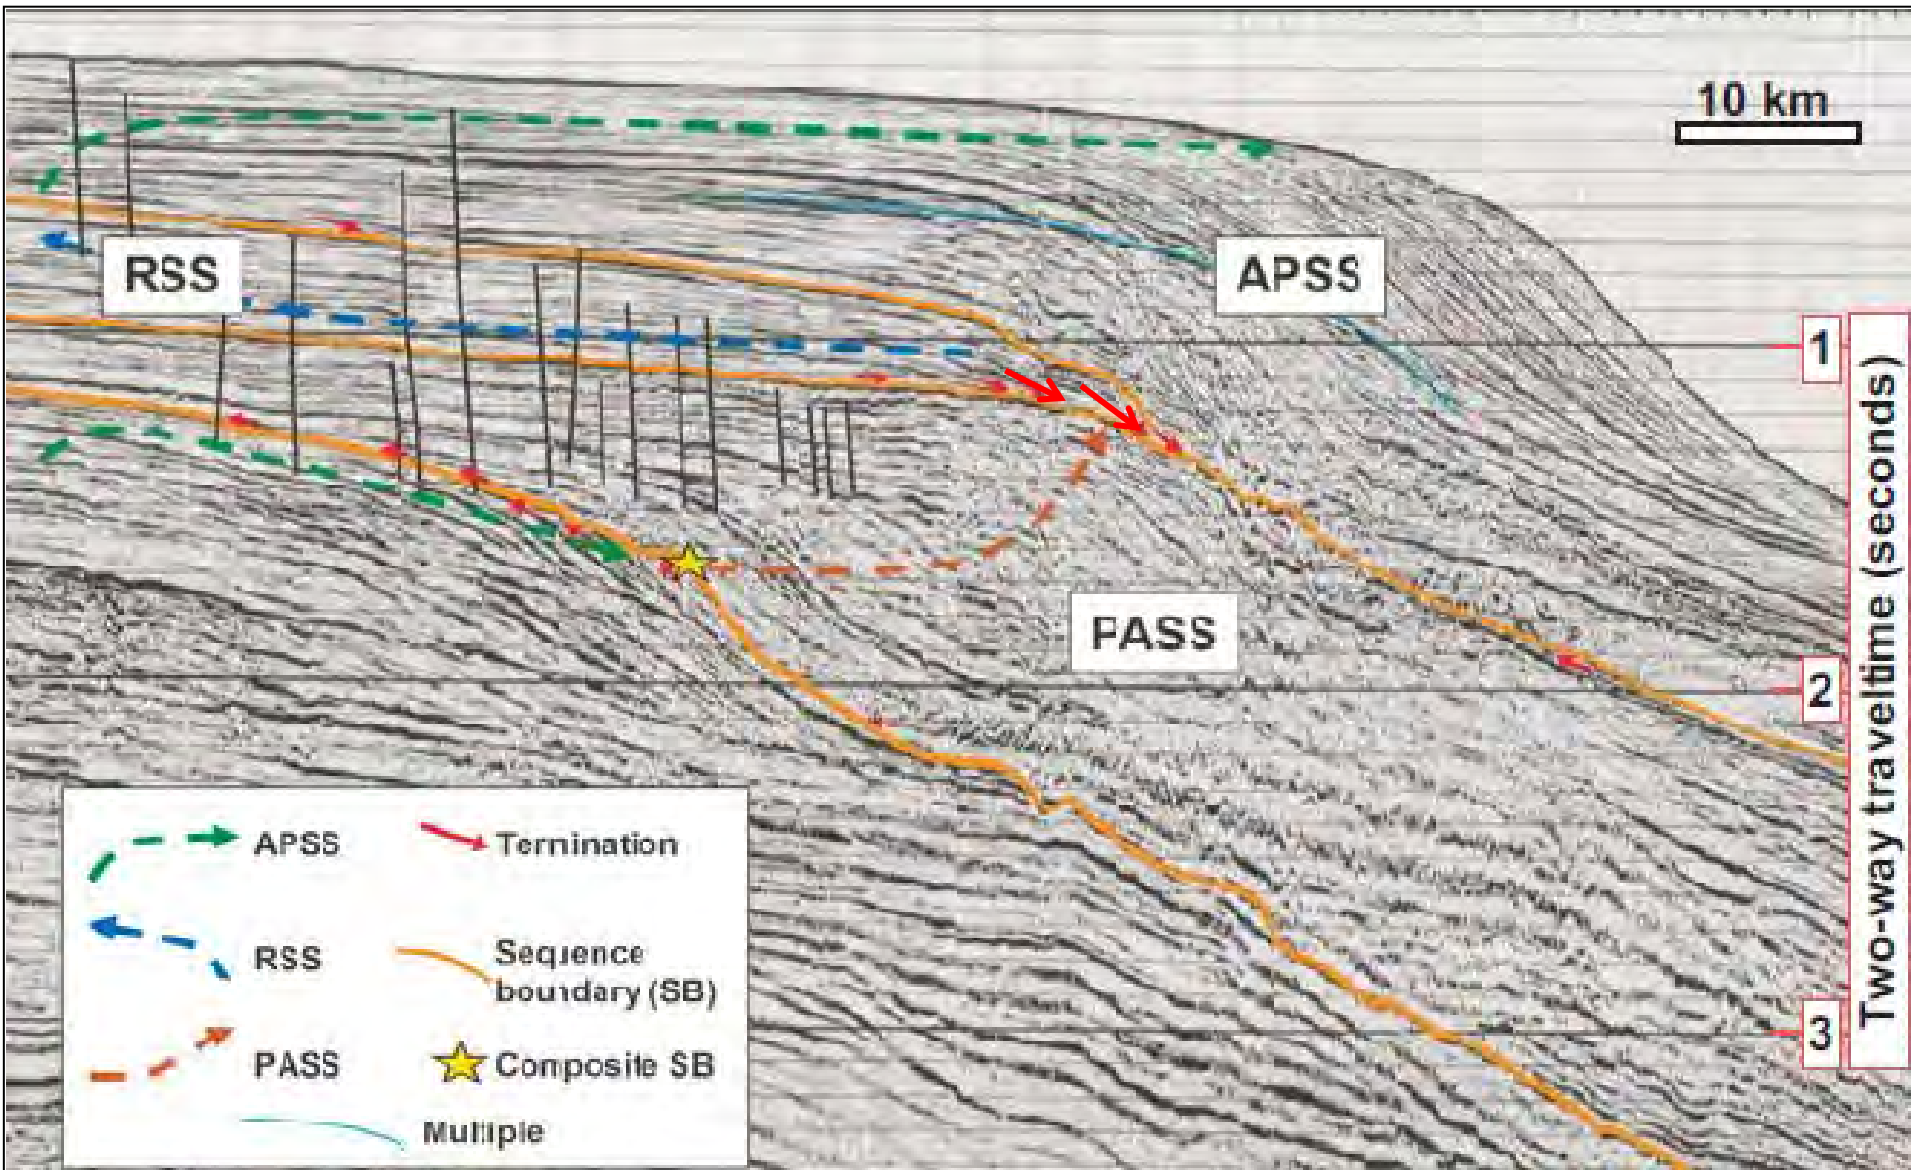 10 km
RSS
APSS
PASS
1
2
3
Two-way traveltime (seconds)
APSS
Termination
RSS
Sequence
boundary (SB)
PASS
Composite SB
Multiple